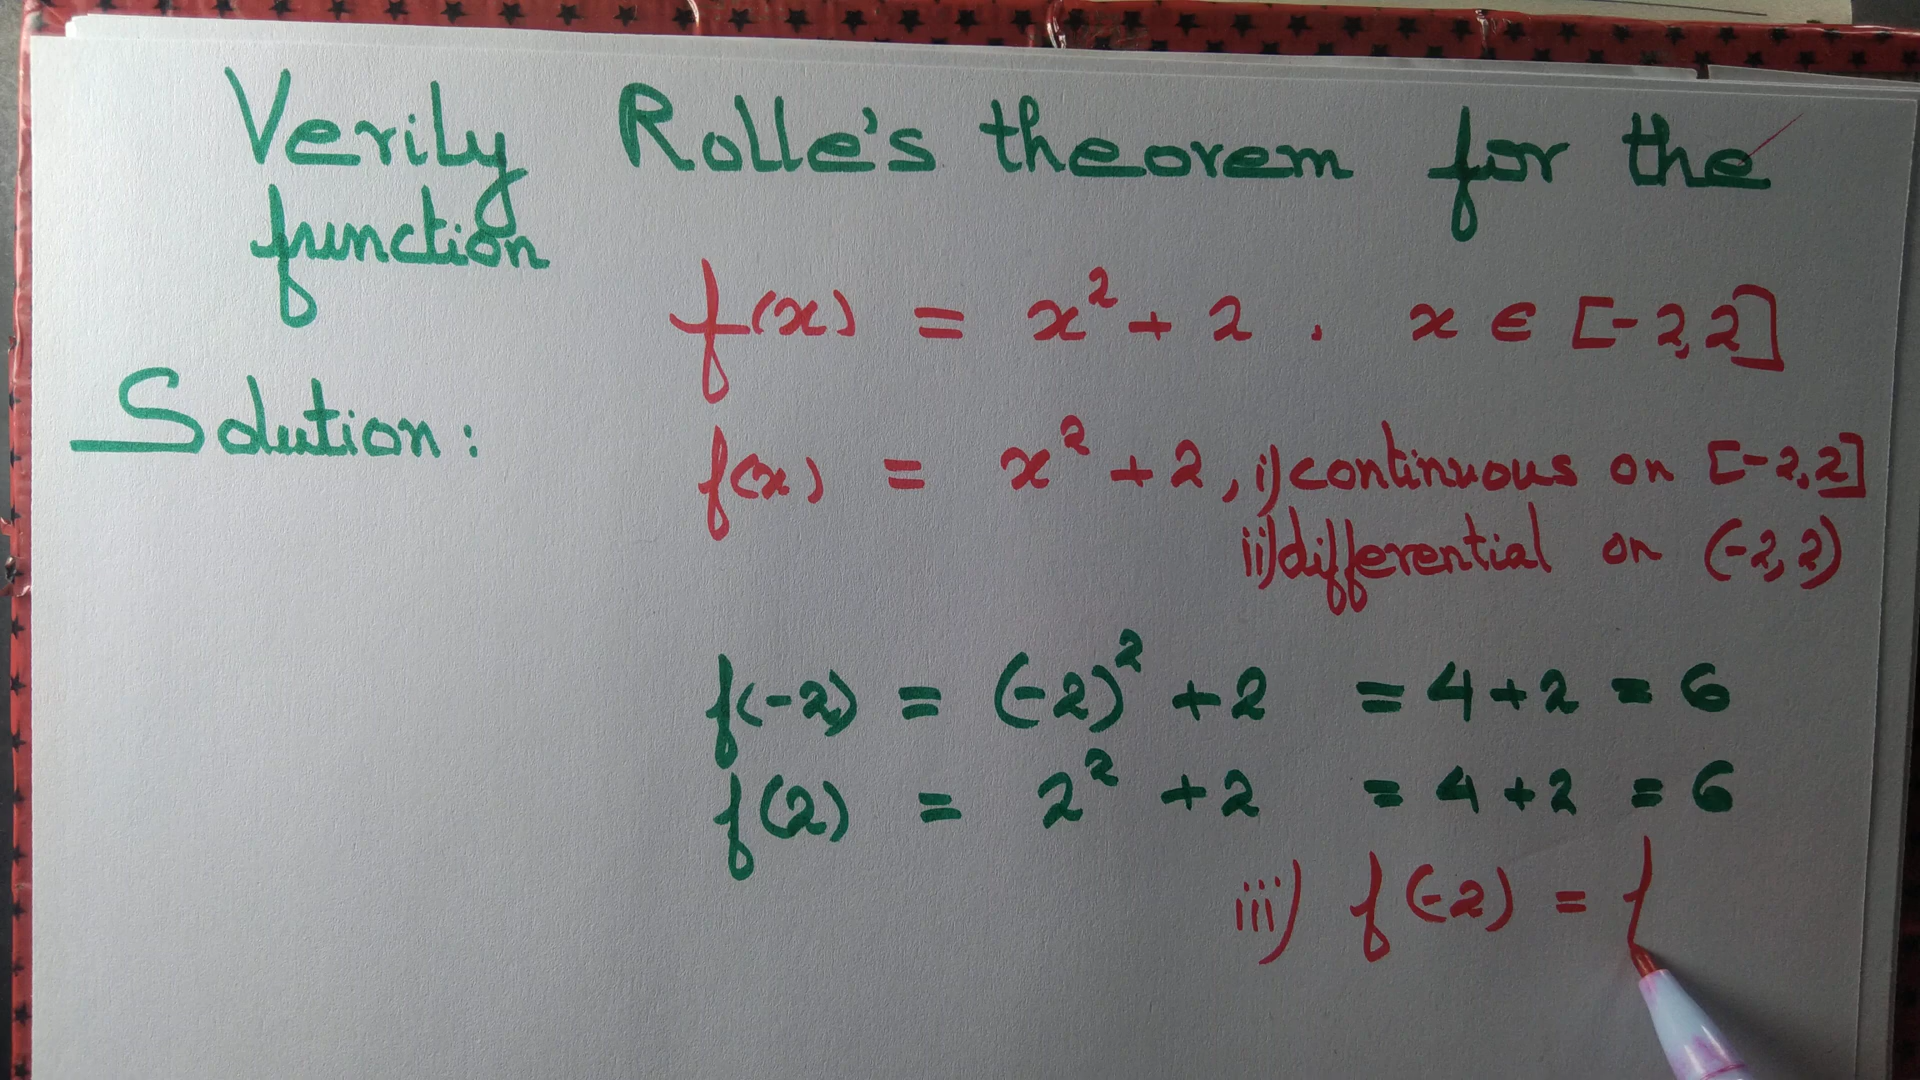 Verily Rolle's theorem for the
function
f(x) = x² + 2 . x ∈ [-2,2]
Solution:
f(x) = x² + 2, i) continuous on [-2,2]
ii) differential on (-2,2)
f(-2) = (-2)² + 2 = 4 + 2 = 6
f(2) = 2² + 2 = 4 + 2 = 6
iii) f(-2) = f